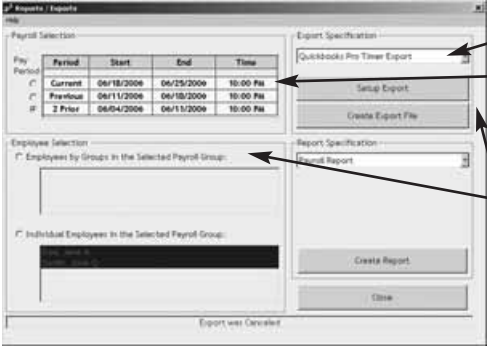 Reports / Exports
Help
Payroll Selection
Pay Period
Period Start End Time
Current 06/18/2006 06/25/2006 10:00 PM
Previous 06/11/2006 06/18/2006 10:00 PM
2 Prior 06/04/2006 06/11/2006 10:00 PM
Export Specification
Quickbooks Pro Timer Export
Setup Export
Create Export File
Employee Selection
Employees by Groups in the Selected Payroll Group:
Individual Employees in the Selected Payroll Group:
Report Specification
Payroll Report
Create Report
Close
Export was Canceled